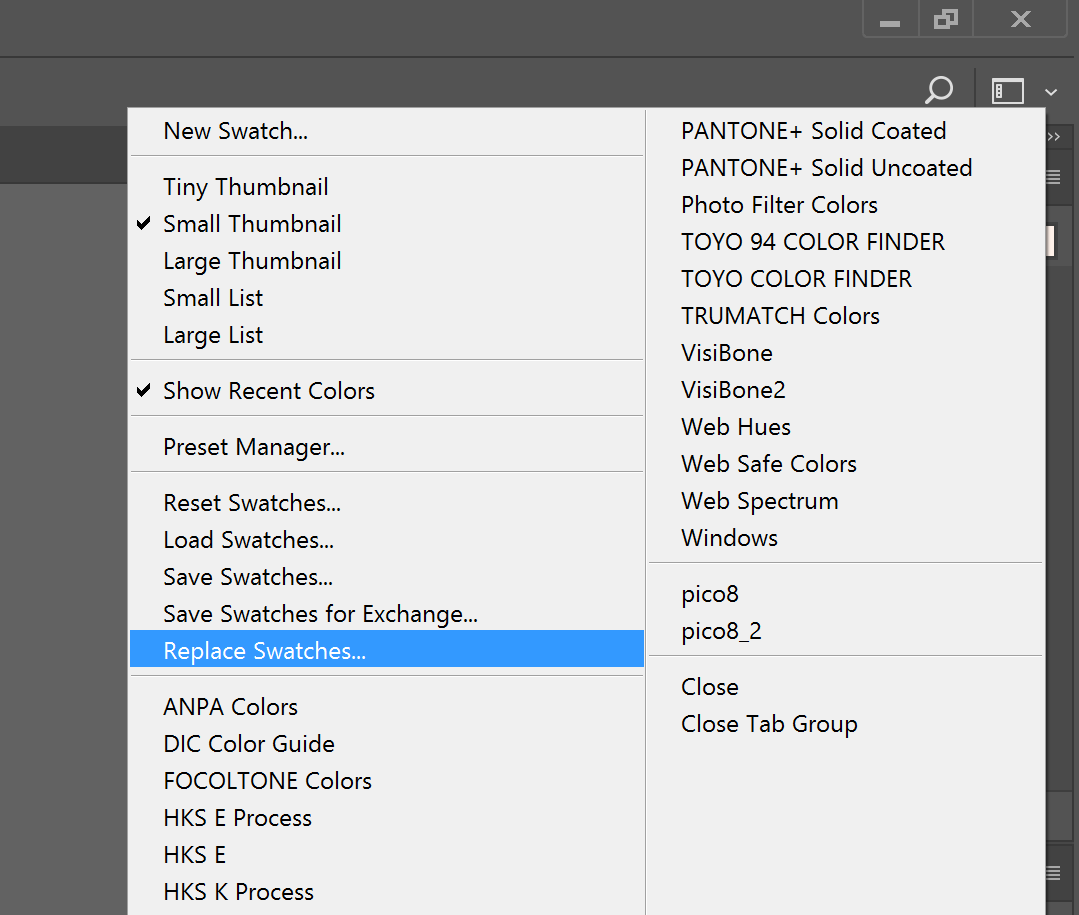 New Swatch...
Tiny Thumbnail
Small Thumbnail
Large Thumbnail
Small List
Large List
Show Recent Colors
Preset Manager...
Reset Swatches...
Load Swatches...
Save Swatches...
Save Swatches for Exchange...
Replace Swatches...
ANPA Colors
DIC Color Guide
FOCOLTONE Colors
HKS E Process
HKS E
HKS K Process
PANTONE+ Solid Coated
PANTONE+ Solid Uncoated
Photo Filter Colors
TOYO 94 COLOR FINDER
TOYO COLOR FINDER
TRUMATCH Colors
VisiBone
VisiBone2
Web Hues
Web Safe Colors
Web Spectrum
Windows
pico8
pico8_2
Close
Close Tab Group